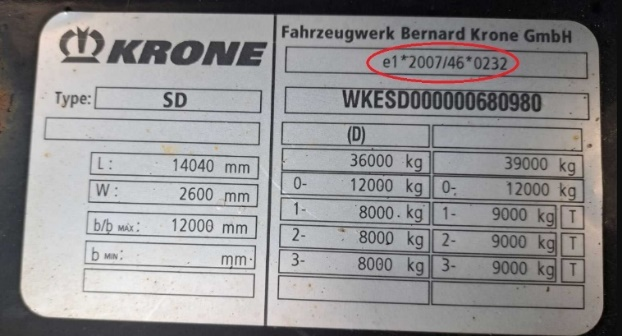 KRONE
Type: SD
L: 14040 mm
W: 2600 mm
b/b MAX: 12000 mm
b MIN: mm
Fahrzeugwerk Bernard Krone GmbH
e1*2007/46*0232
WKESD000000680980
(D)
36000 kg 39000 kg
0- 12000 kg 0- 12000 kg
1- 8000 kg 1- 9000 kg T
2- 8000 kg 2- 9000 kg T
3- 8000 kg 3- 9000 kg T